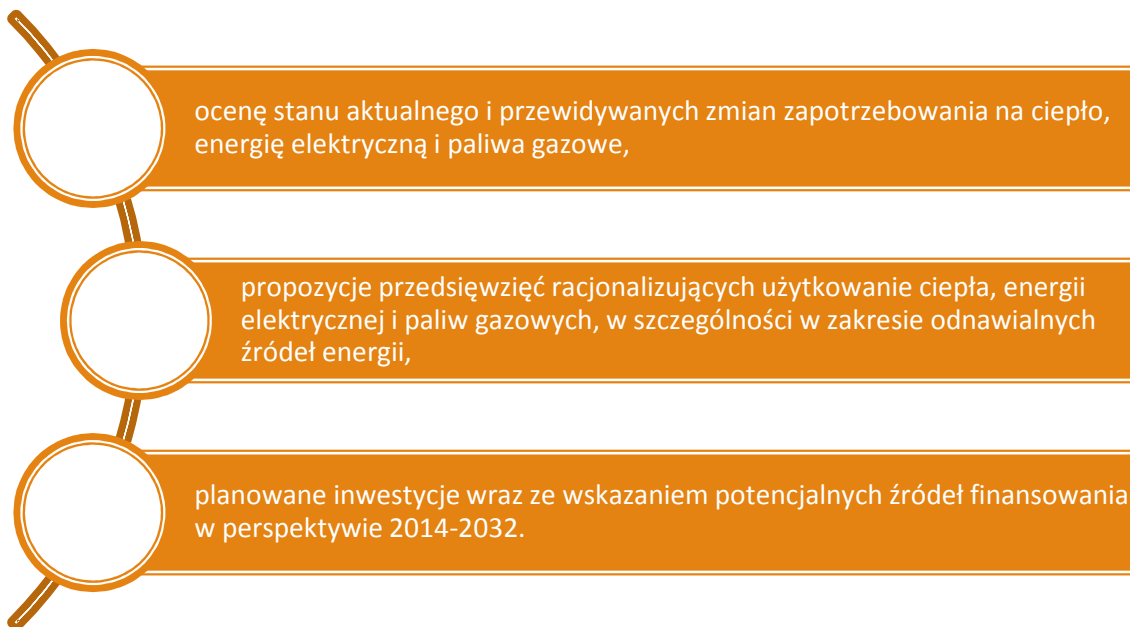 ocenę stanu aktualnego i przewidywanych zmian zapotrzebowania na ciepło,
energię elektryczną i paliwa gazowe,
propozycje przedsięwzięć racjonalizujących użytkowanie ciepła, energii
elektrycznej i paliw gazowych, w szczególności w zakresie odnawialnych
źródeł energii,
planowane inwestycje wraz ze wskazaniem potencjalnych źródeł finansowania
w perspektywie 2014-2032.